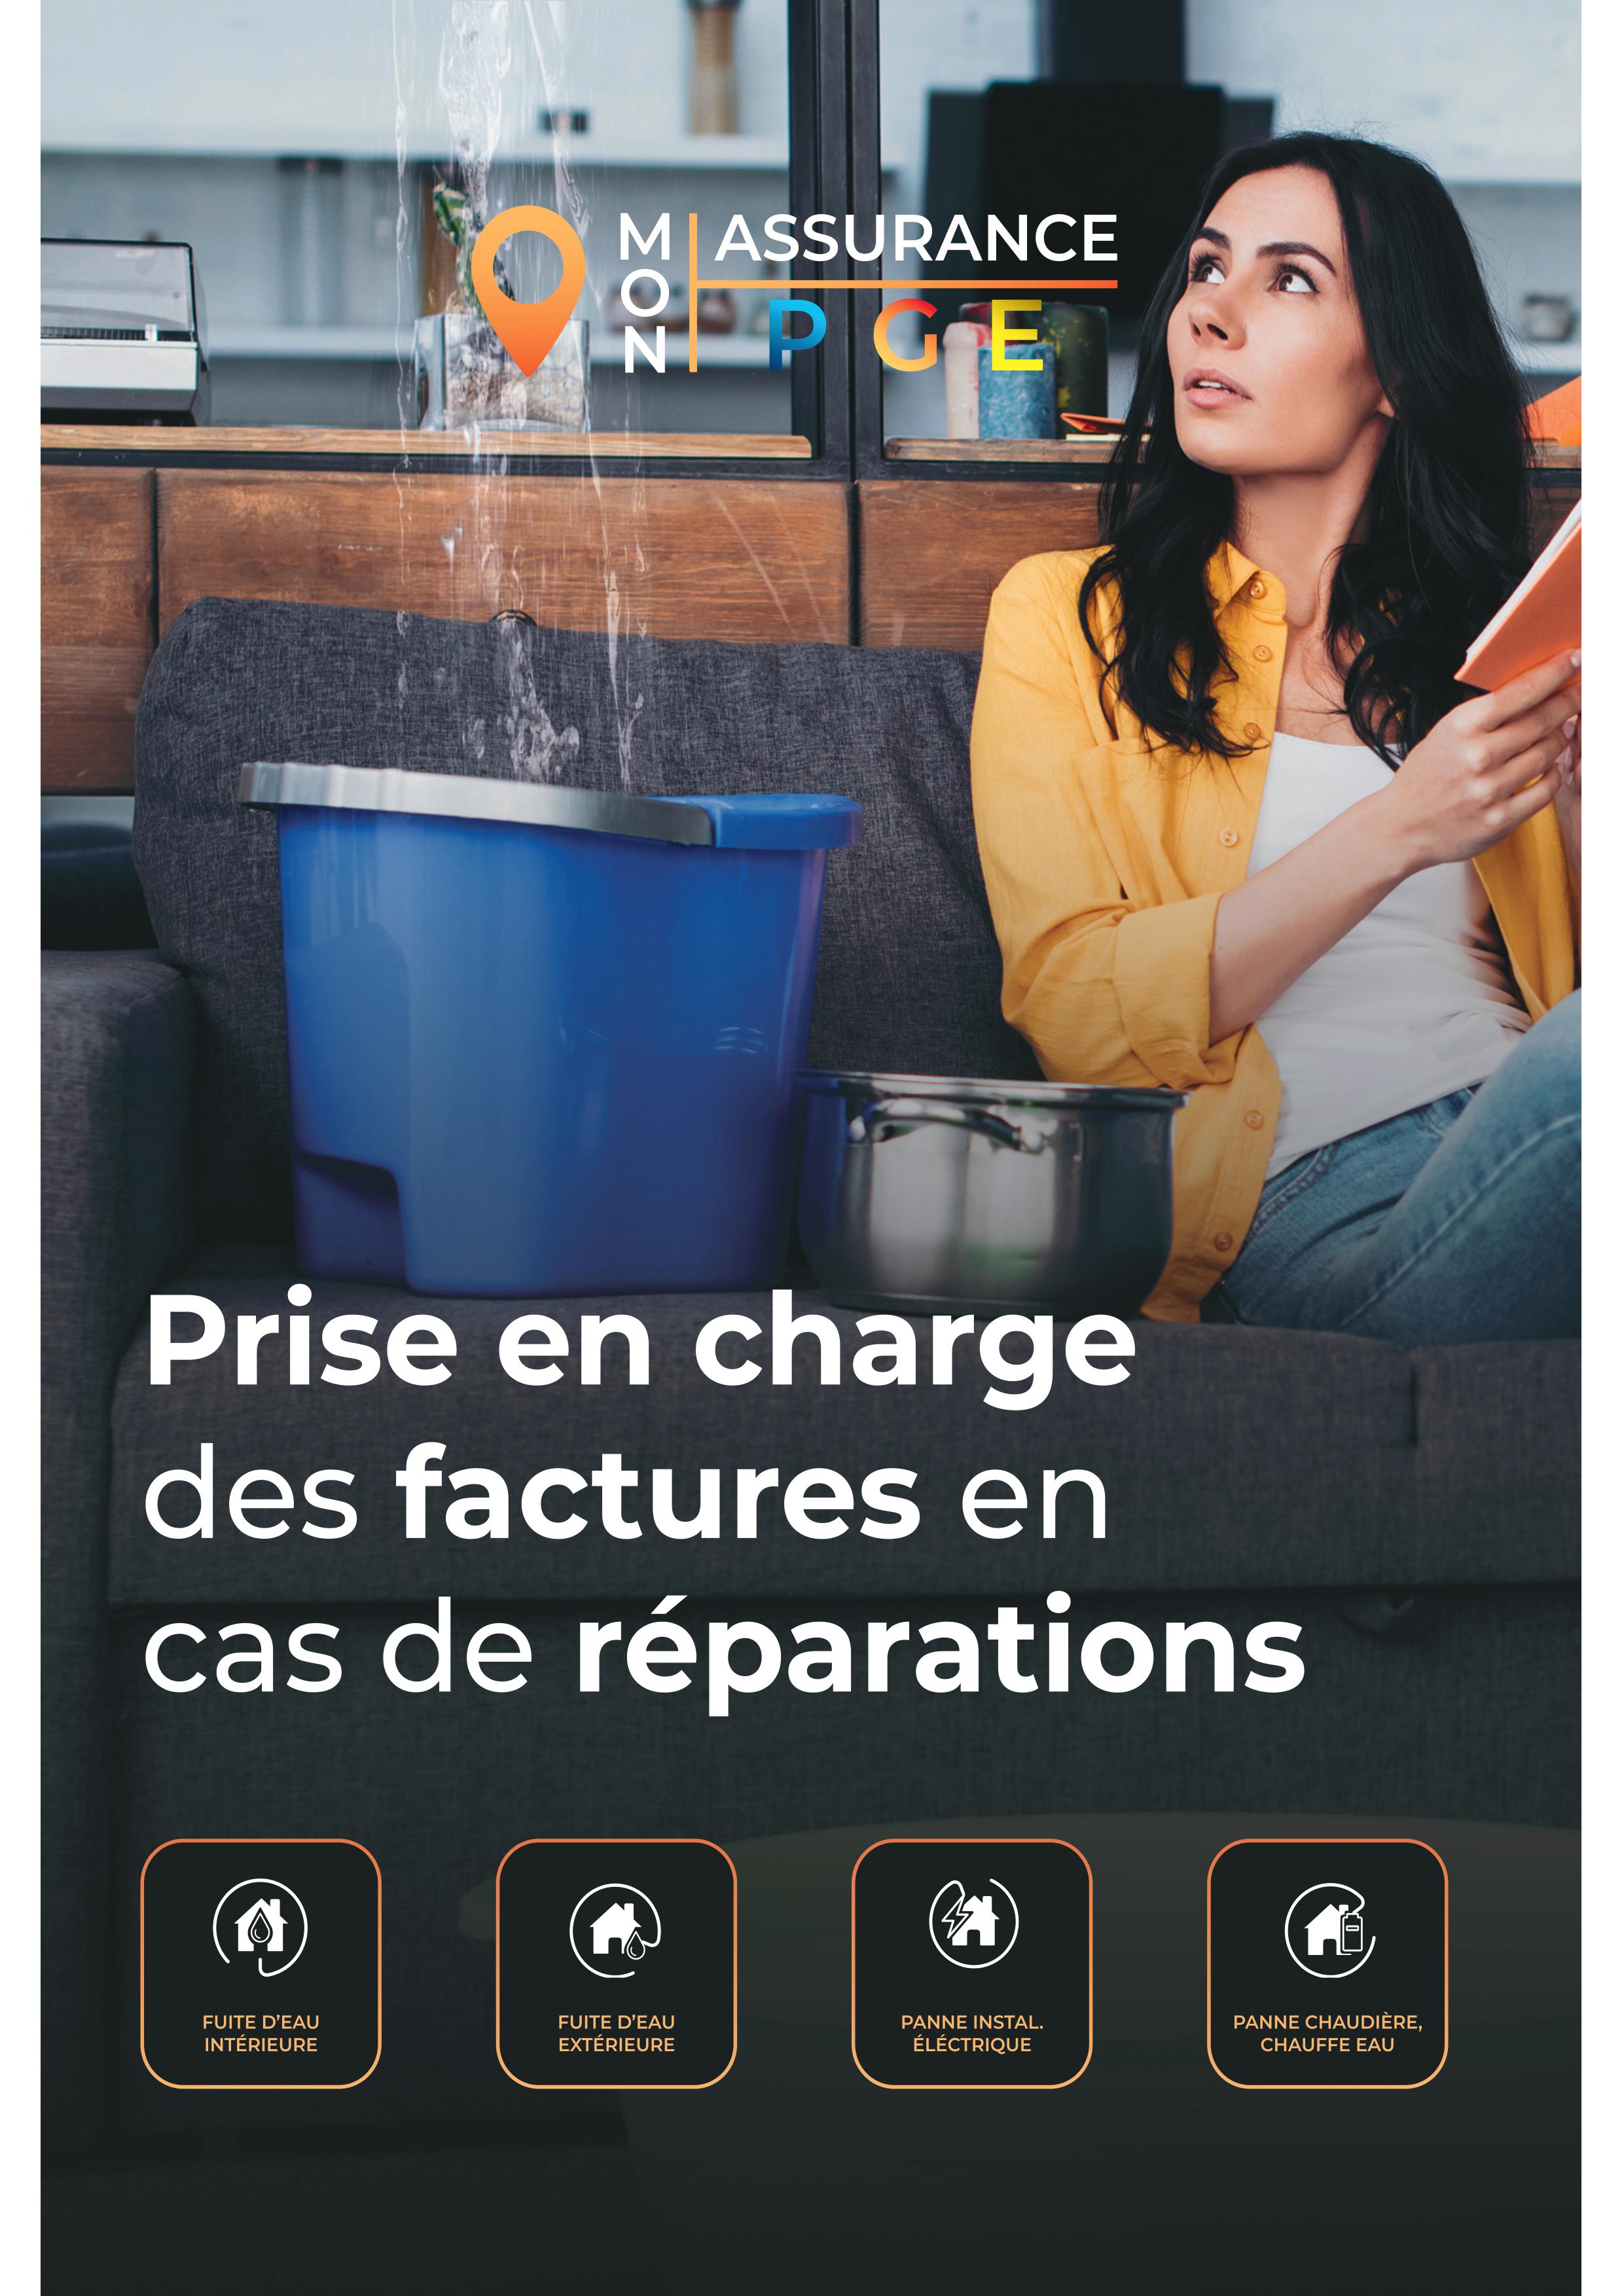 MON
ASSURANCE
PGE
Prise en charge
des factures en
cas de réparations
FUITE D’EAU
INTÉRIEURE
FUITE D’EAU
EXTÉRIEURE
PANNE INSTAL.
ÉLÉCTRIQUE
PANNE CHAUDIÈRE,
CHAUFFE EAU